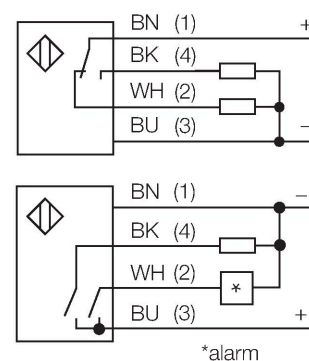 BN (1) +
BK (4)
WH (2)
BU (3) −
BN (1) −
BK (4)
WH (2)
*
BU (3) +
*alarm